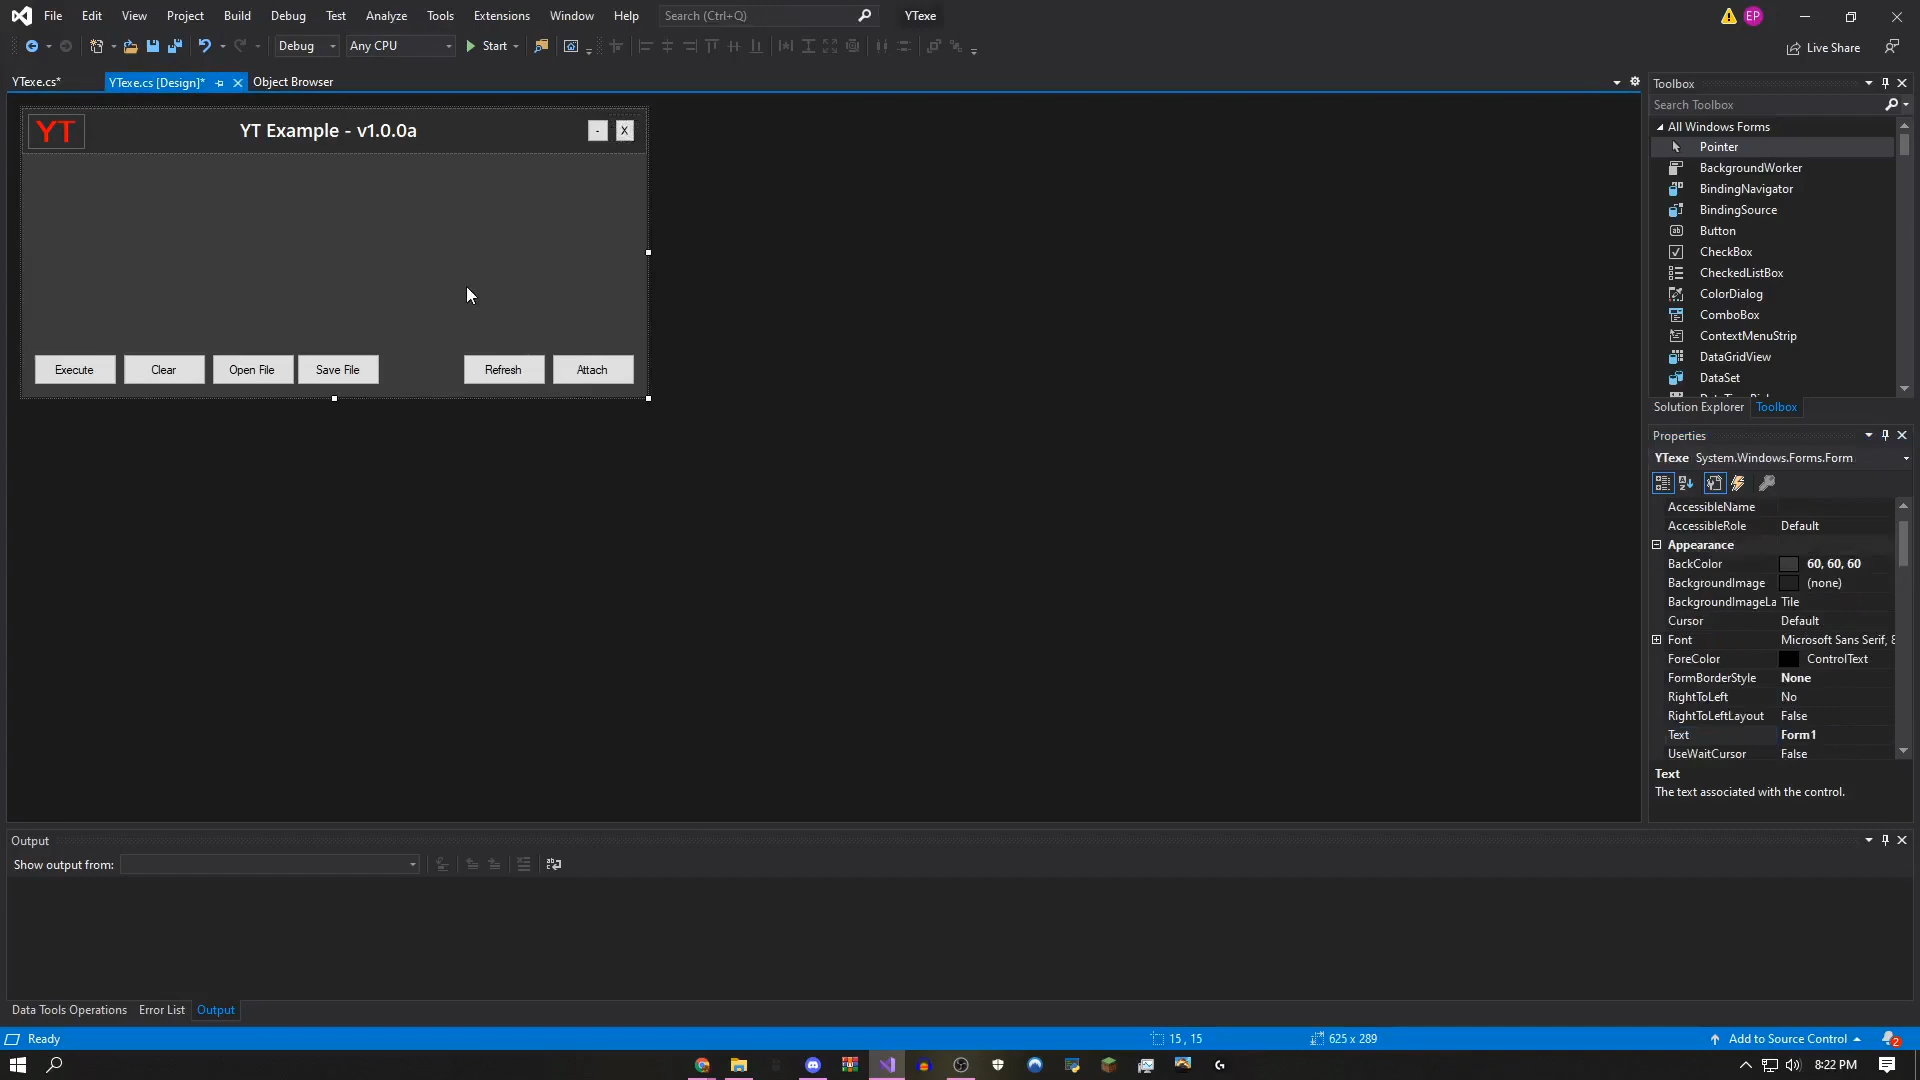 File Edit View Project Build Debug Test Analyze Tools Extensions Window Help Search (Ctrl+Q) YTexe EP
Debug Any CPU Start Live Share
YTexe.cs* YTexe.cs [Design]* Object Browser
YT YT Example - v1.0.0a - X
Execute Clear Open File Save File Refresh Attach
Toolbox
Search Toolbox
All Windows Forms
Pointer
BackgroundWorker
BindingNavigator
BindingSource
Button
CheckBox
CheckedListBox
ColorDialog
ComboBox
ContextMenuStrip
DataGridView
DataSet
Solution Explorer Toolbox
Properties
YTexe System.Windows.Forms.Form
AccessibleName
AccessibleRole Default
Appearance
BackColor 60, 60, 60
BackgroundImage (none)
BackgroundImageLa Tile
Cursor Default
Font Microsoft Sans Serif, 8
ForeColor ControlText
FormBorderStyle None
RightToLeft No
RightToLeftLayout False
Text Form1
UseWaitCursor False
Text
The text associated with the control.
Output
Show output from:
Data Tools Operations Error List Output
Ready 15 , 15 625 x 289 Add to Source Control 2
8:22 PM